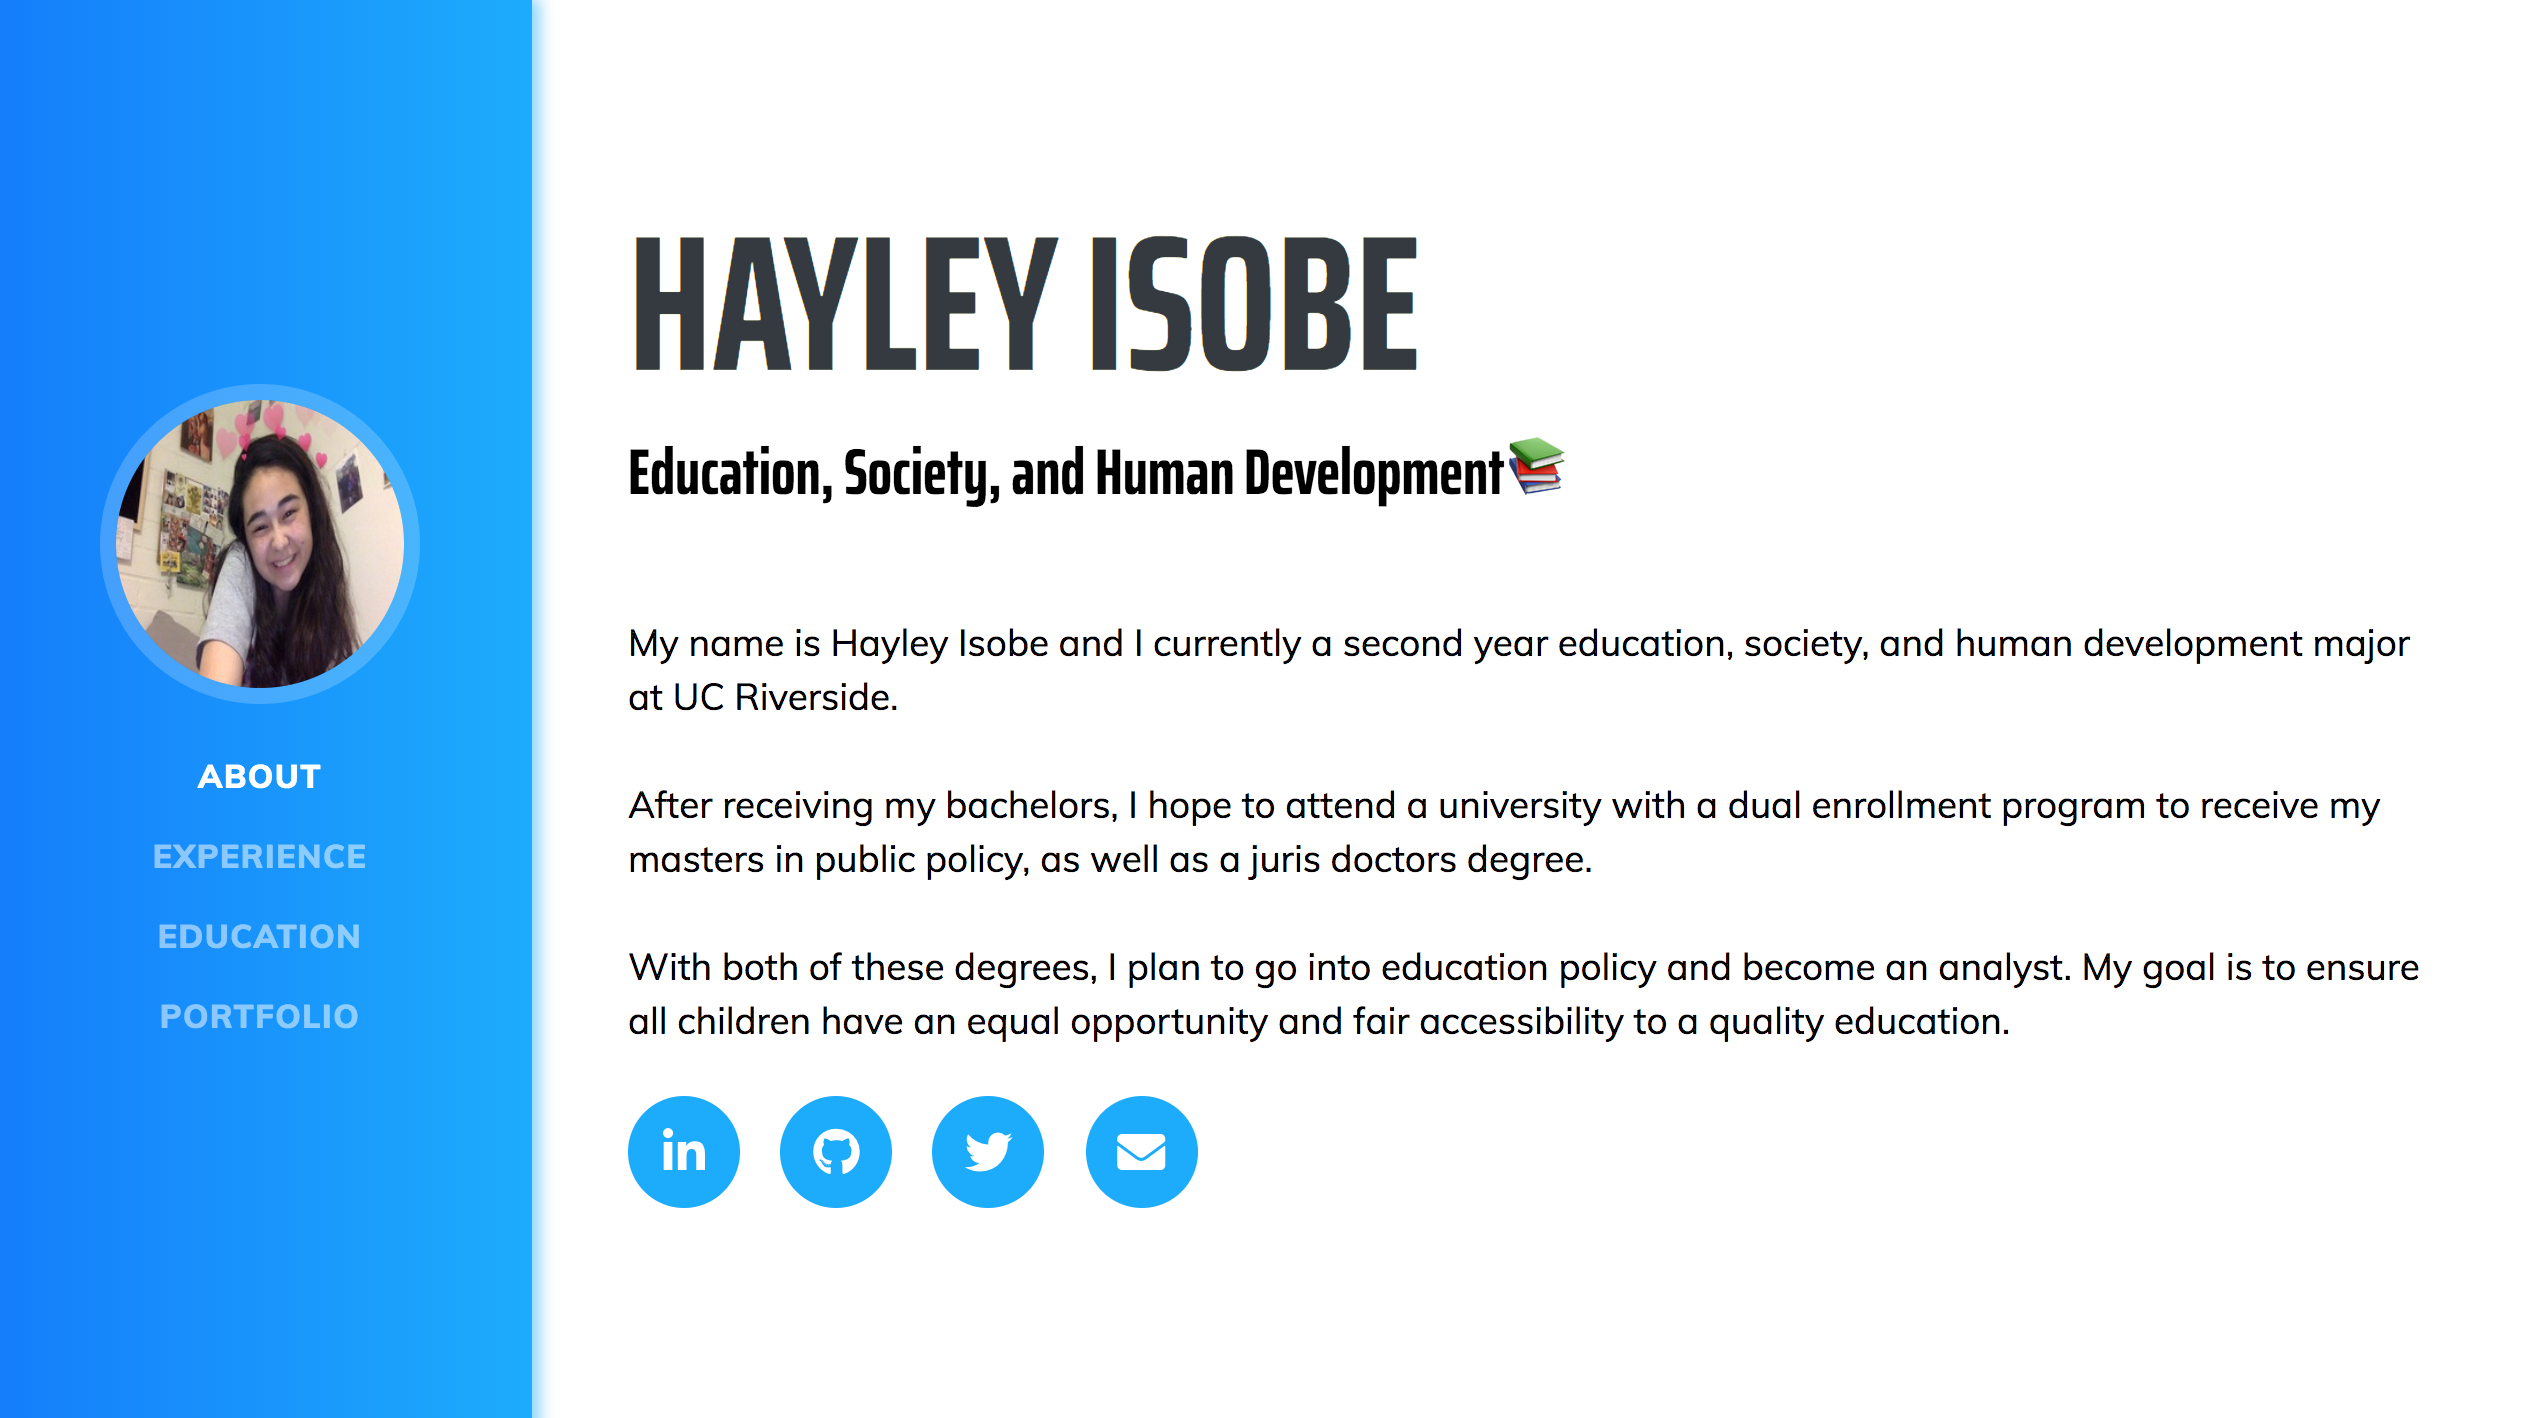 HAYLEY ISOBE
Education, Society, and Human Development📚
My name is Hayley Isobe and I currently a second year education, society, and human development major
at UC Riverside.
After receiving my bachelors, I hope to attend a university with a dual enrollment program to receive my
masters in public policy, as well as a juris doctors degree.
With both of these degrees, I plan to go into education policy and become an analyst. My goal is to ensure
all children have an equal opportunity and fair accessibility to a quality education.
ABOUT
EXPERIENCE
EDUCATION
PORTFOLIO
in